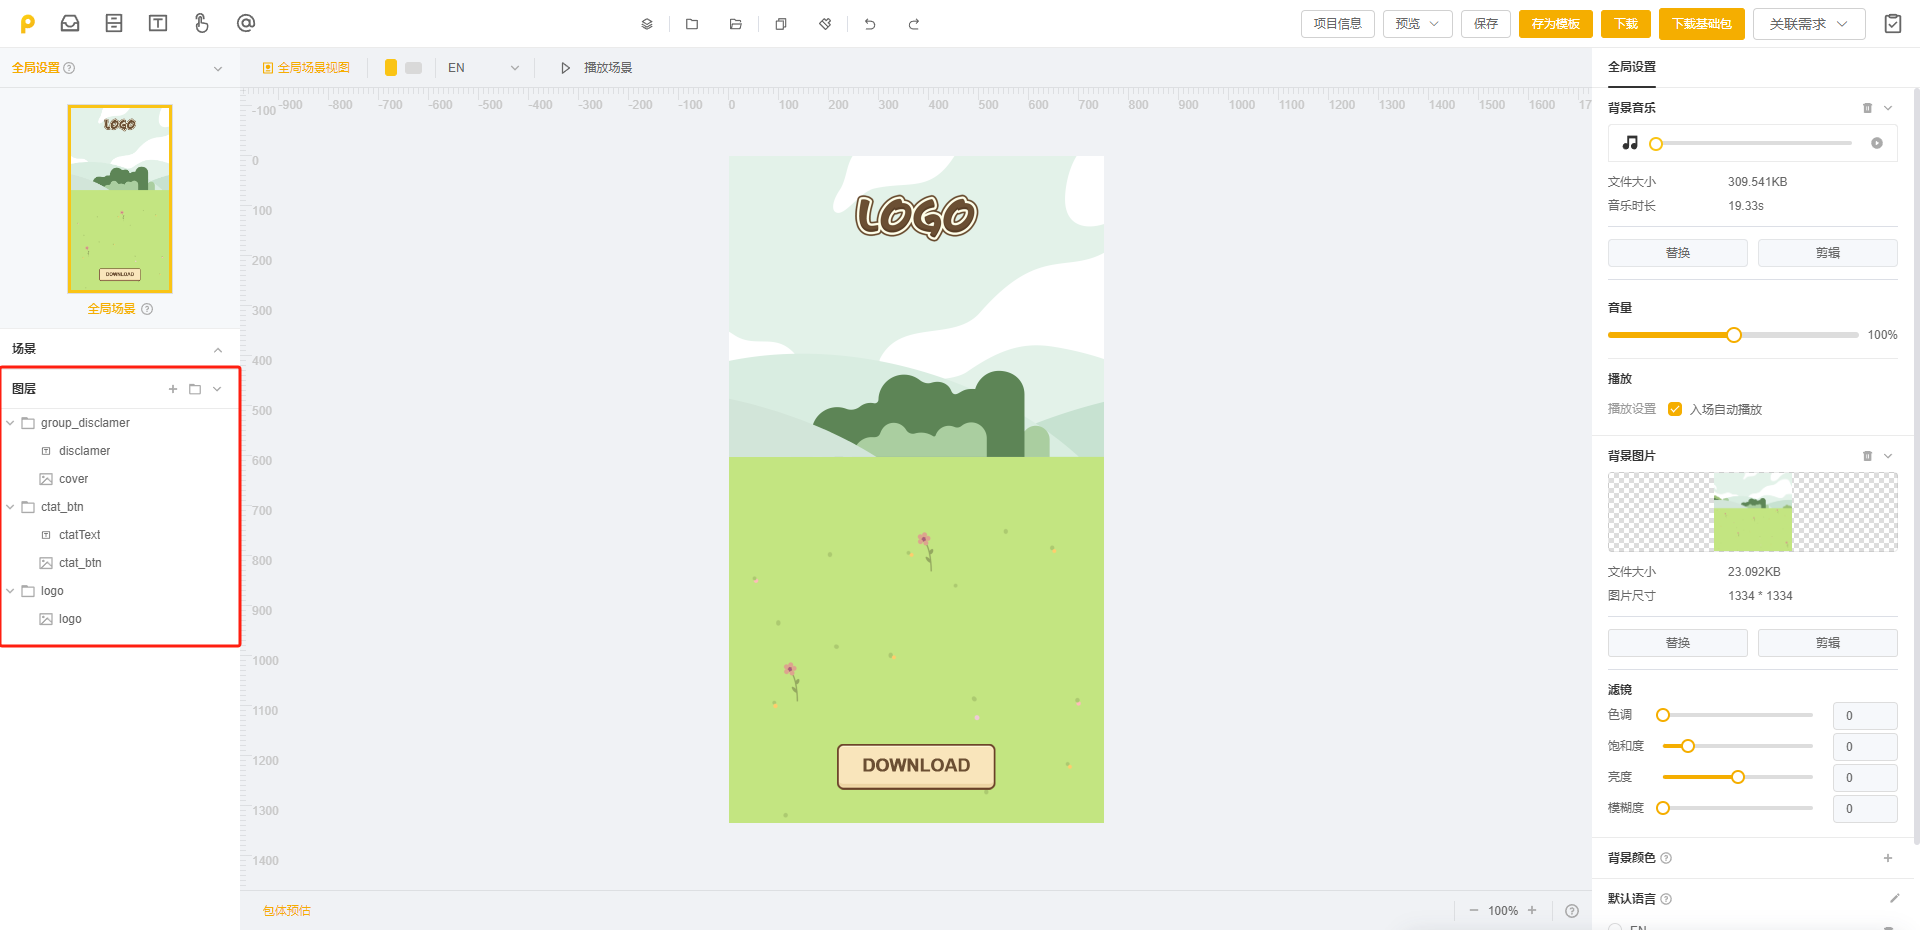 项目信息
预览
保存
存为模板
下载
下载基础包
关联需求
全局设置
全局场景视图
EN
播放场景
全局设置
-900 -800 -700 -600 -500 -400 -300 -200 -100 0 100 200 300 400 500 600 700 800 900 1000 1100 1200 1300 1400 1500 1600 17
-100
0
100
200
300
400
500
600
700
800
900
1000
1100
1200
1300
1400
LOGO
DOWNLOAD
全局场景
场景
图层
group_disclamer
disclamer
cover
ctat_btn
ctatText
ctat_btn
logo
logo
LOGO
DOWNLOAD
包体预估
100%
背景音乐
文件大小 309.541KB
音乐时长 19.33s
替换 剪辑
音量
100%
播放
播放设置 入场自动播放
背景图片
文件大小 23.092KB
图片尺寸 1334 * 1334
替换 剪辑
滤镜
色调 0
饱和度 0
亮度 0
模糊度 0
背景颜色
默认语言
EN